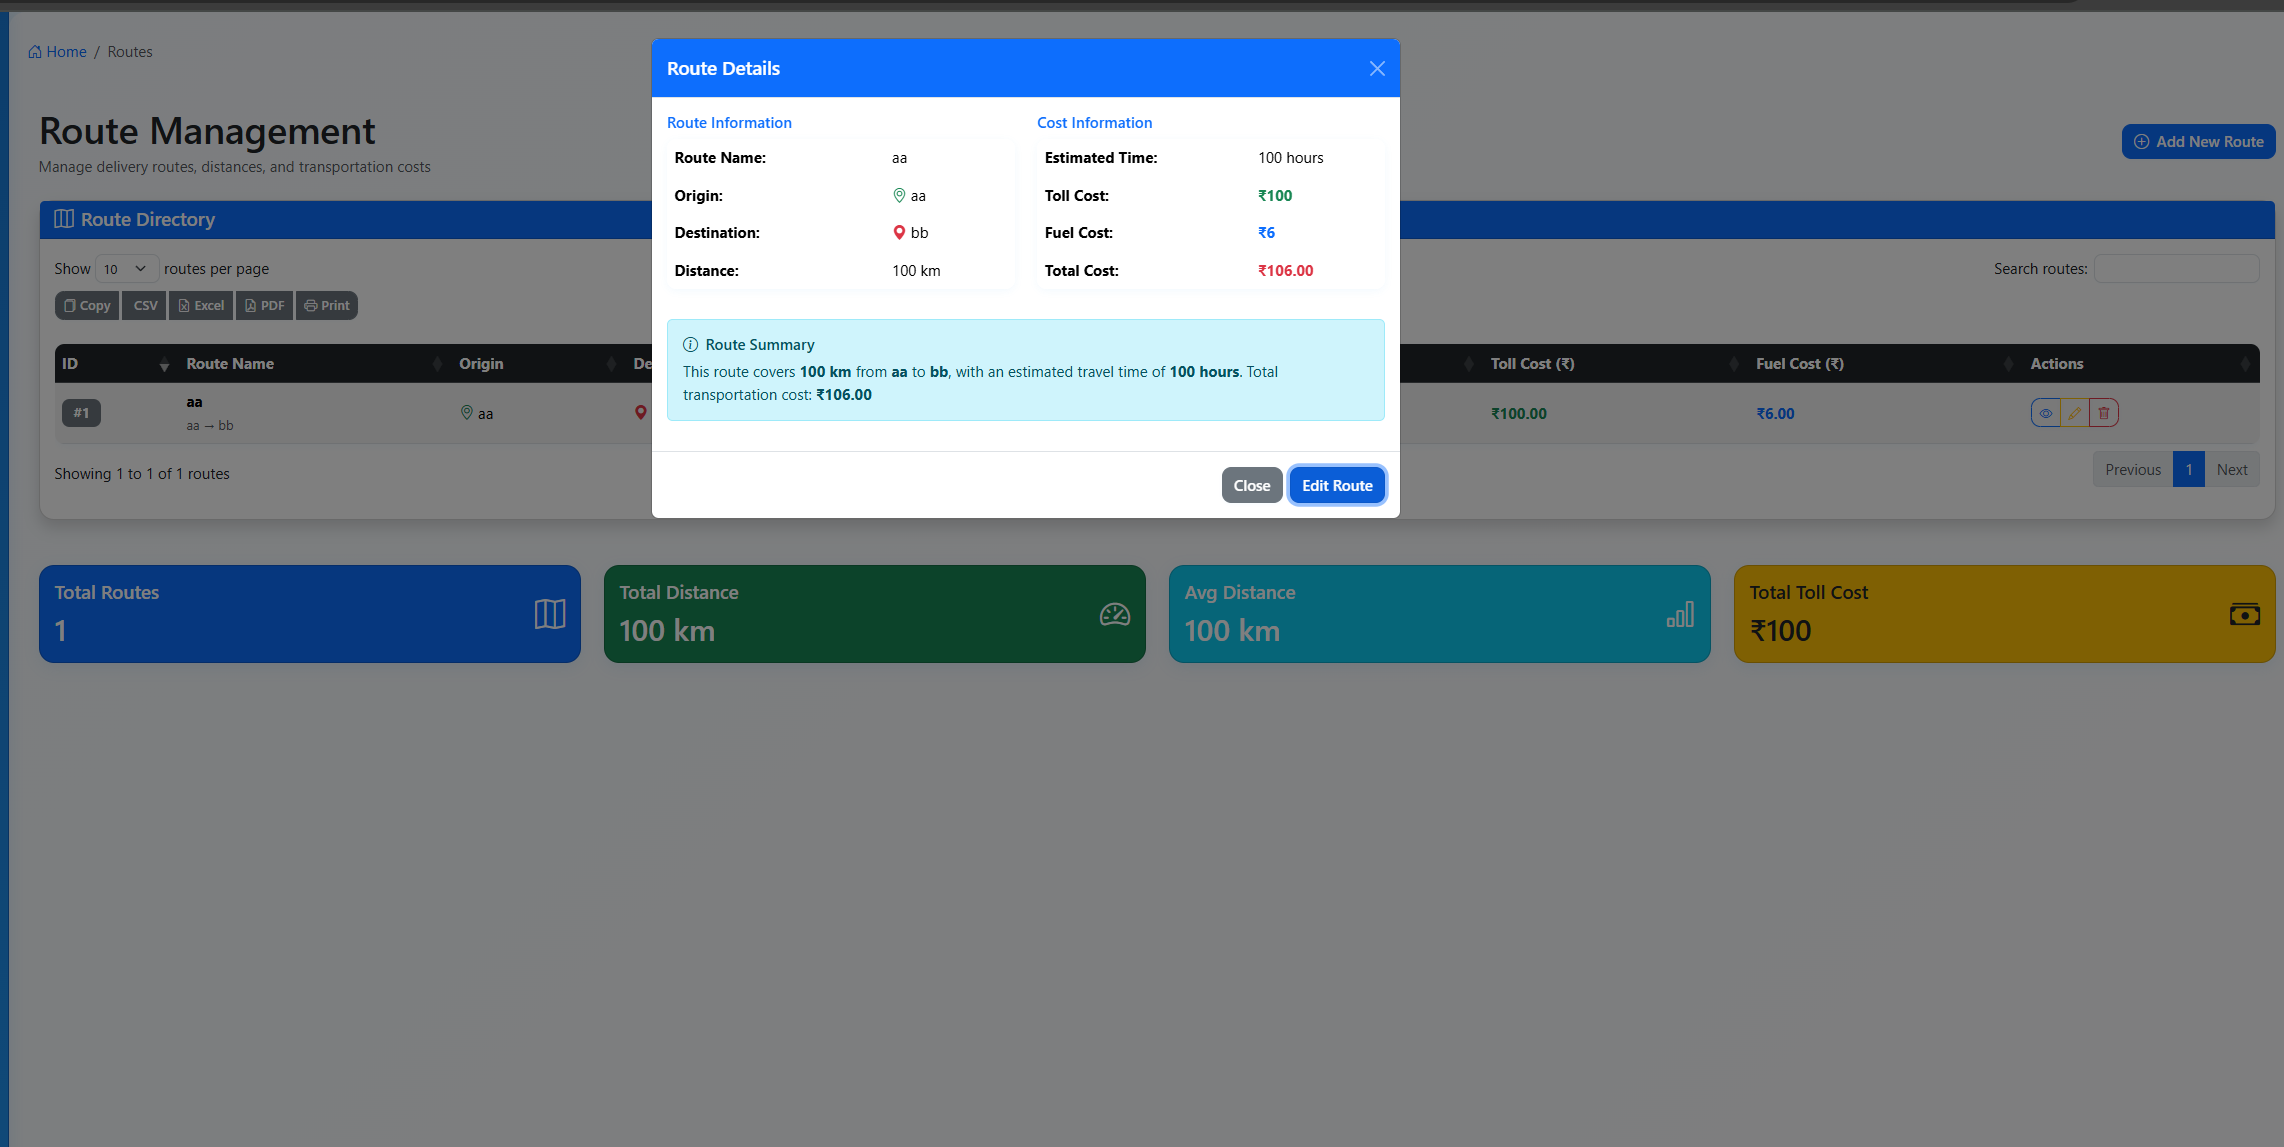 Home / Routes
Route Management
Manage delivery routes, distances, and transportation costs
Add New Route
Route Directory
Show 10 routes per page
Search routes:
Copy CSV Excel PDF Print
ID Route Name Origin De Toll Cost (₹) Fuel Cost (₹) Actions
#1 aa aa ₹100.00 ₹6.00
aa → bb
Showing 1 to 1 of 1 routes
Previous 1 Next
Route Details
Route Information
Route Name: aa
Origin: aa
Destination: bb
Distance: 100 km
Cost Information
Estimated Time: 100 hours
Toll Cost: ₹100
Fuel Cost: ₹6
Total Cost: ₹106.00
Route Summary
This route covers 100 km from aa to bb, with an estimated travel time of 100 hours. Total
transportation cost: ₹106.00
Close Edit Route
Total Routes
1
Total Distance
100 km
Avg Distance
100 km
Total Toll Cost
₹100